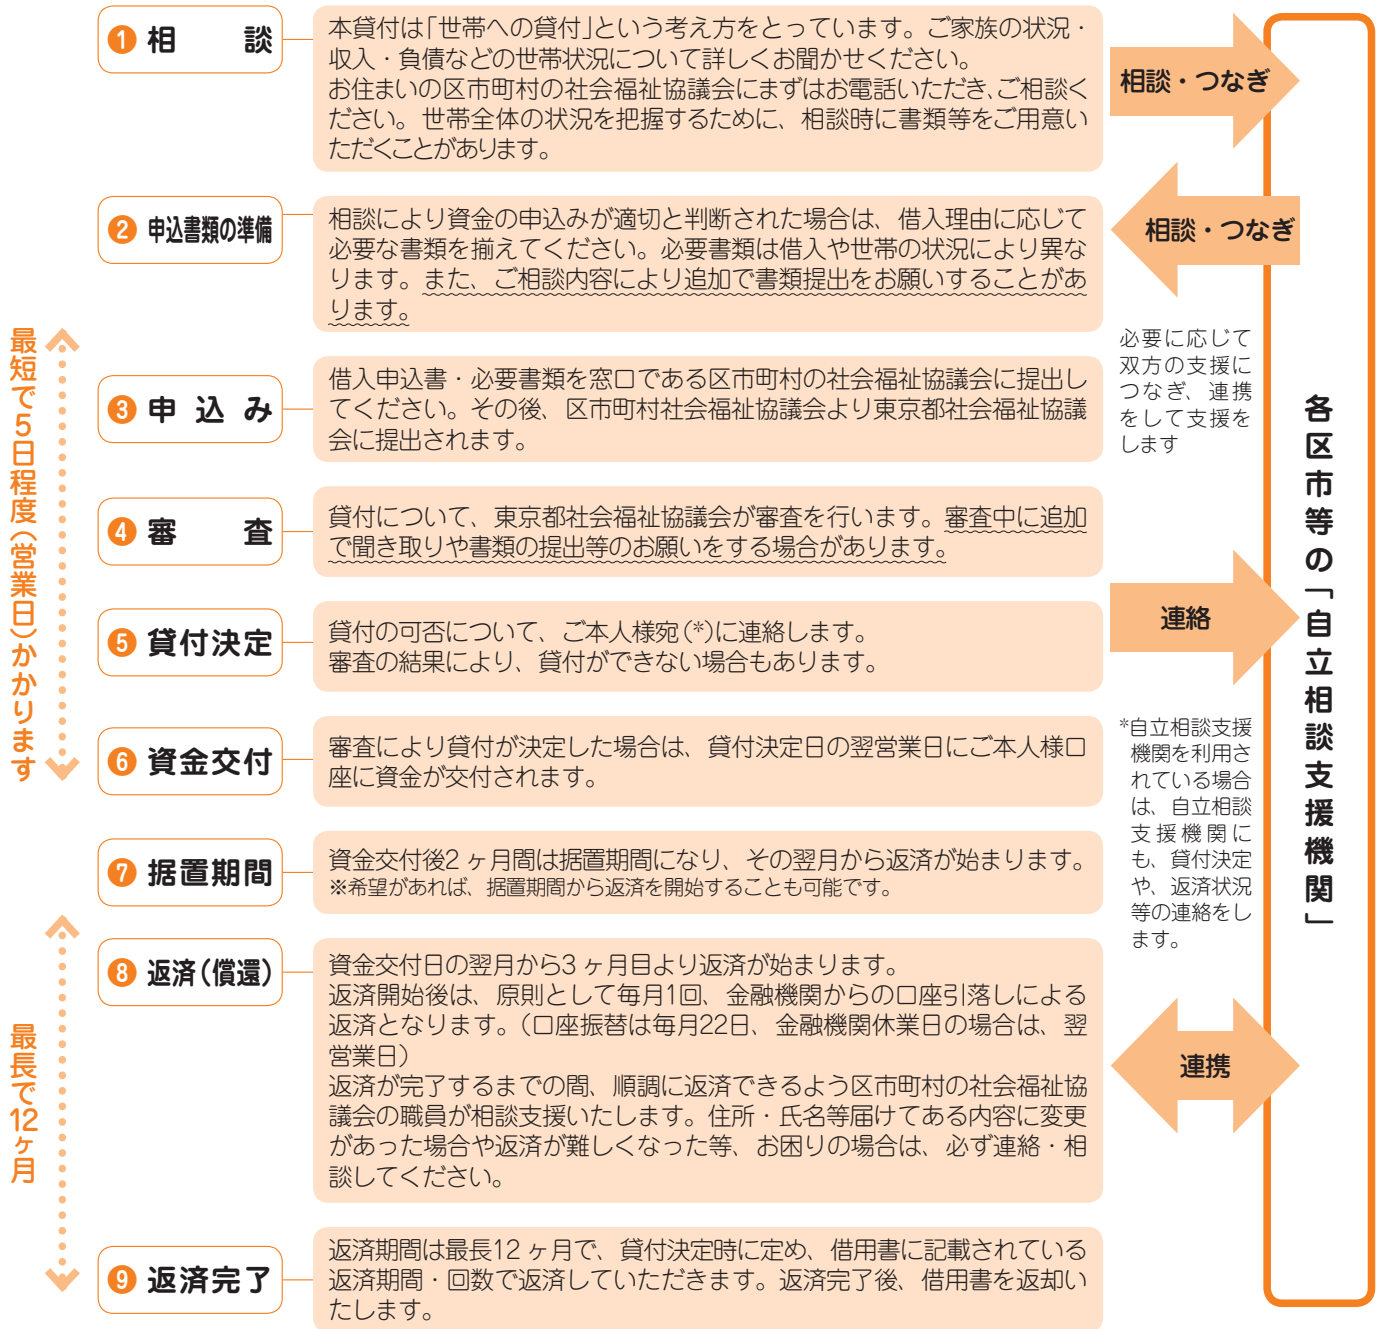 ❶ 相　談
本貸付は「世帯への貸付」という考え方をとっています。ご家族の状況・
収入・負債などの世帯状況について詳しくお聞かせください。
お住まいの区市町村の社会福祉協議会にまずはお電話いただき、ご相談く
ださい。世帯全体の状況を把握するために、相談時に書類等をご用意い
ただくことがあります。
相談・つなぎ
❷ 申込書類の準備
相談により資金の申込みが適切と判断された場合は、借入理由に応じて
必要な書類を揃えてください。必要書類は借入や世帯の状況により異な
ります。また、ご相談内容により追加で書類提出をお願いすることがあ
ります。
相談・つなぎ
必要に応じて
双方の支援に
つなぎ、連携
をして支援を
します
最短で5日程度(営業日)かかります
❸ 申込み
借入申込書・必要書類を窓口である区市町村の社会福祉協議会に提出し
てください。その後、区市町村社会福祉協議会より東京都社会福祉協議
会に提出されます。
❹ 審　査
貸付について、東京都社会福祉協議会が審査を行います。審査中に追加
で聞き取りや書類の提出等のお願いをする場合があります。
❺ 貸付決定
貸付の可否について、ご本人様宛(*)に連絡します。
審査の結果により、貸付ができない場合もあります。
連絡
❻ 資金交付
審査により貸付が決定した場合は、貸付決定日の翌営業日にご本人様口
座に資金が交付されます。
*自立相談支援
機関を利用さ
れている場合
は、自立相談
支援機関に
も、貸付決定
や、返済状況
等の連絡をし
ます。
❼ 据置期間
資金交付後2ヶ月間は据置期間になり、その翌月から返済が始まります。
※希望があれば、据置期間から返済を開始することも可能です。
最長で12ヶ月
❽ 返済(償還)
資金交付日の翌月から3ヶ月目より返済が始まります。
返済開始後は、原則として毎月1回、金融機関からの口座引落しによる
返済となります。(口座振替は毎月22日、金融機関休業日の場合は、翌
営業日)
返済が完了するまでの間、順調に返済できるよう区市町村の社会福祉協
議会の職員が相談支援いたします。住所・氏名等届けてある内容に変更
があった場合や返済が難しくなった等、お困りの場合は、必ず連絡・相
談してください。
連携
❾ 返済完了
返済期間は最長12ヶ月で、貸付決定時に定め、借用書に記載されている
返済期間・回数で返済していただきます。返済完了後、借用書を返却い
たします。
各区市等の「自立相談支援機関」